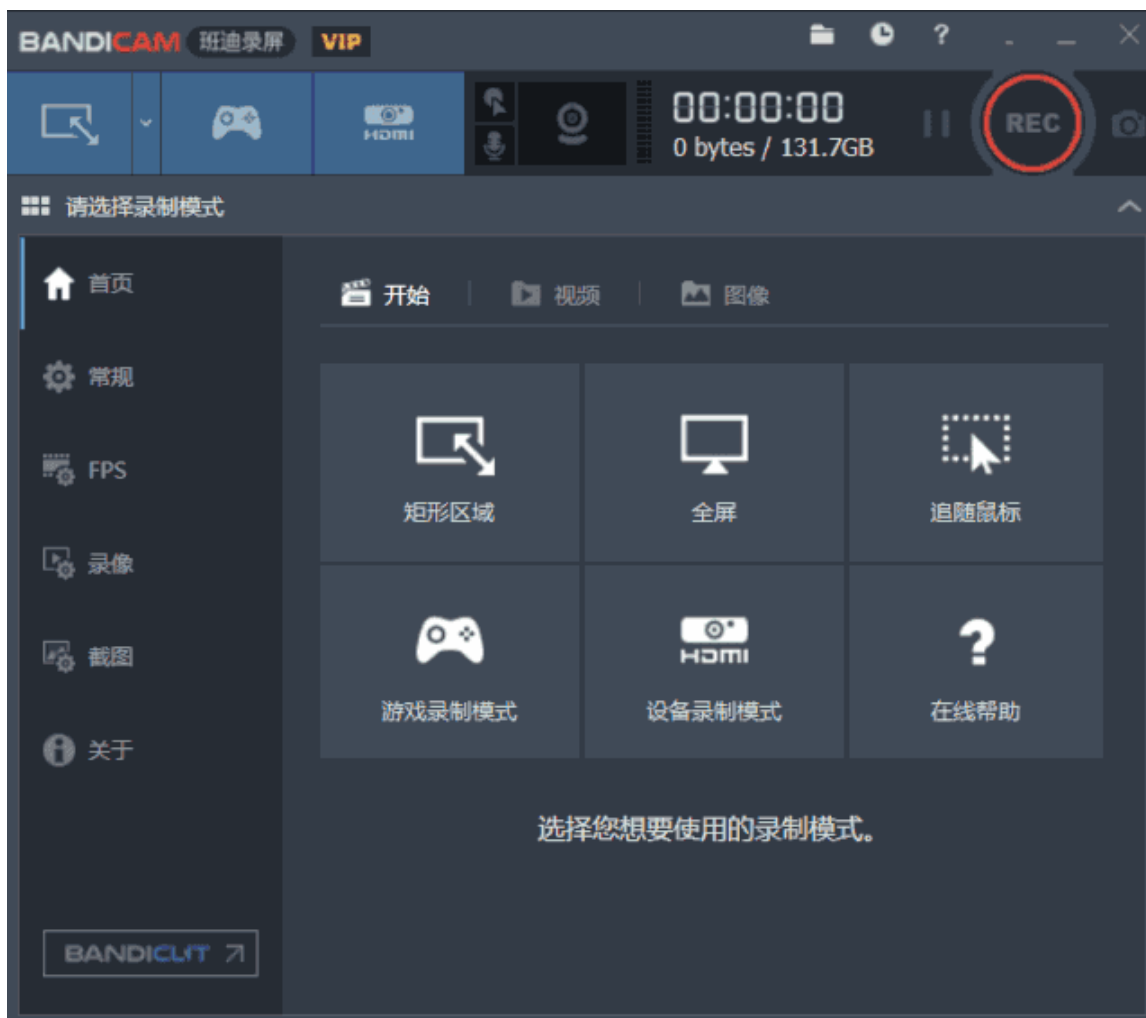 BANDICAM 班迪录屏 VIP
HDMI
00:00:00
0 bytes / 131.7GB
REC
请选择录制模式
首页
常规
FPS
录像
截图
关于
BANDICUT
开始 视频 图像
矩形区域 全屏 追随鼠标
HDMI
游戏录制模式 设备录制模式 在线帮助
选择您想要使用的录制模式。